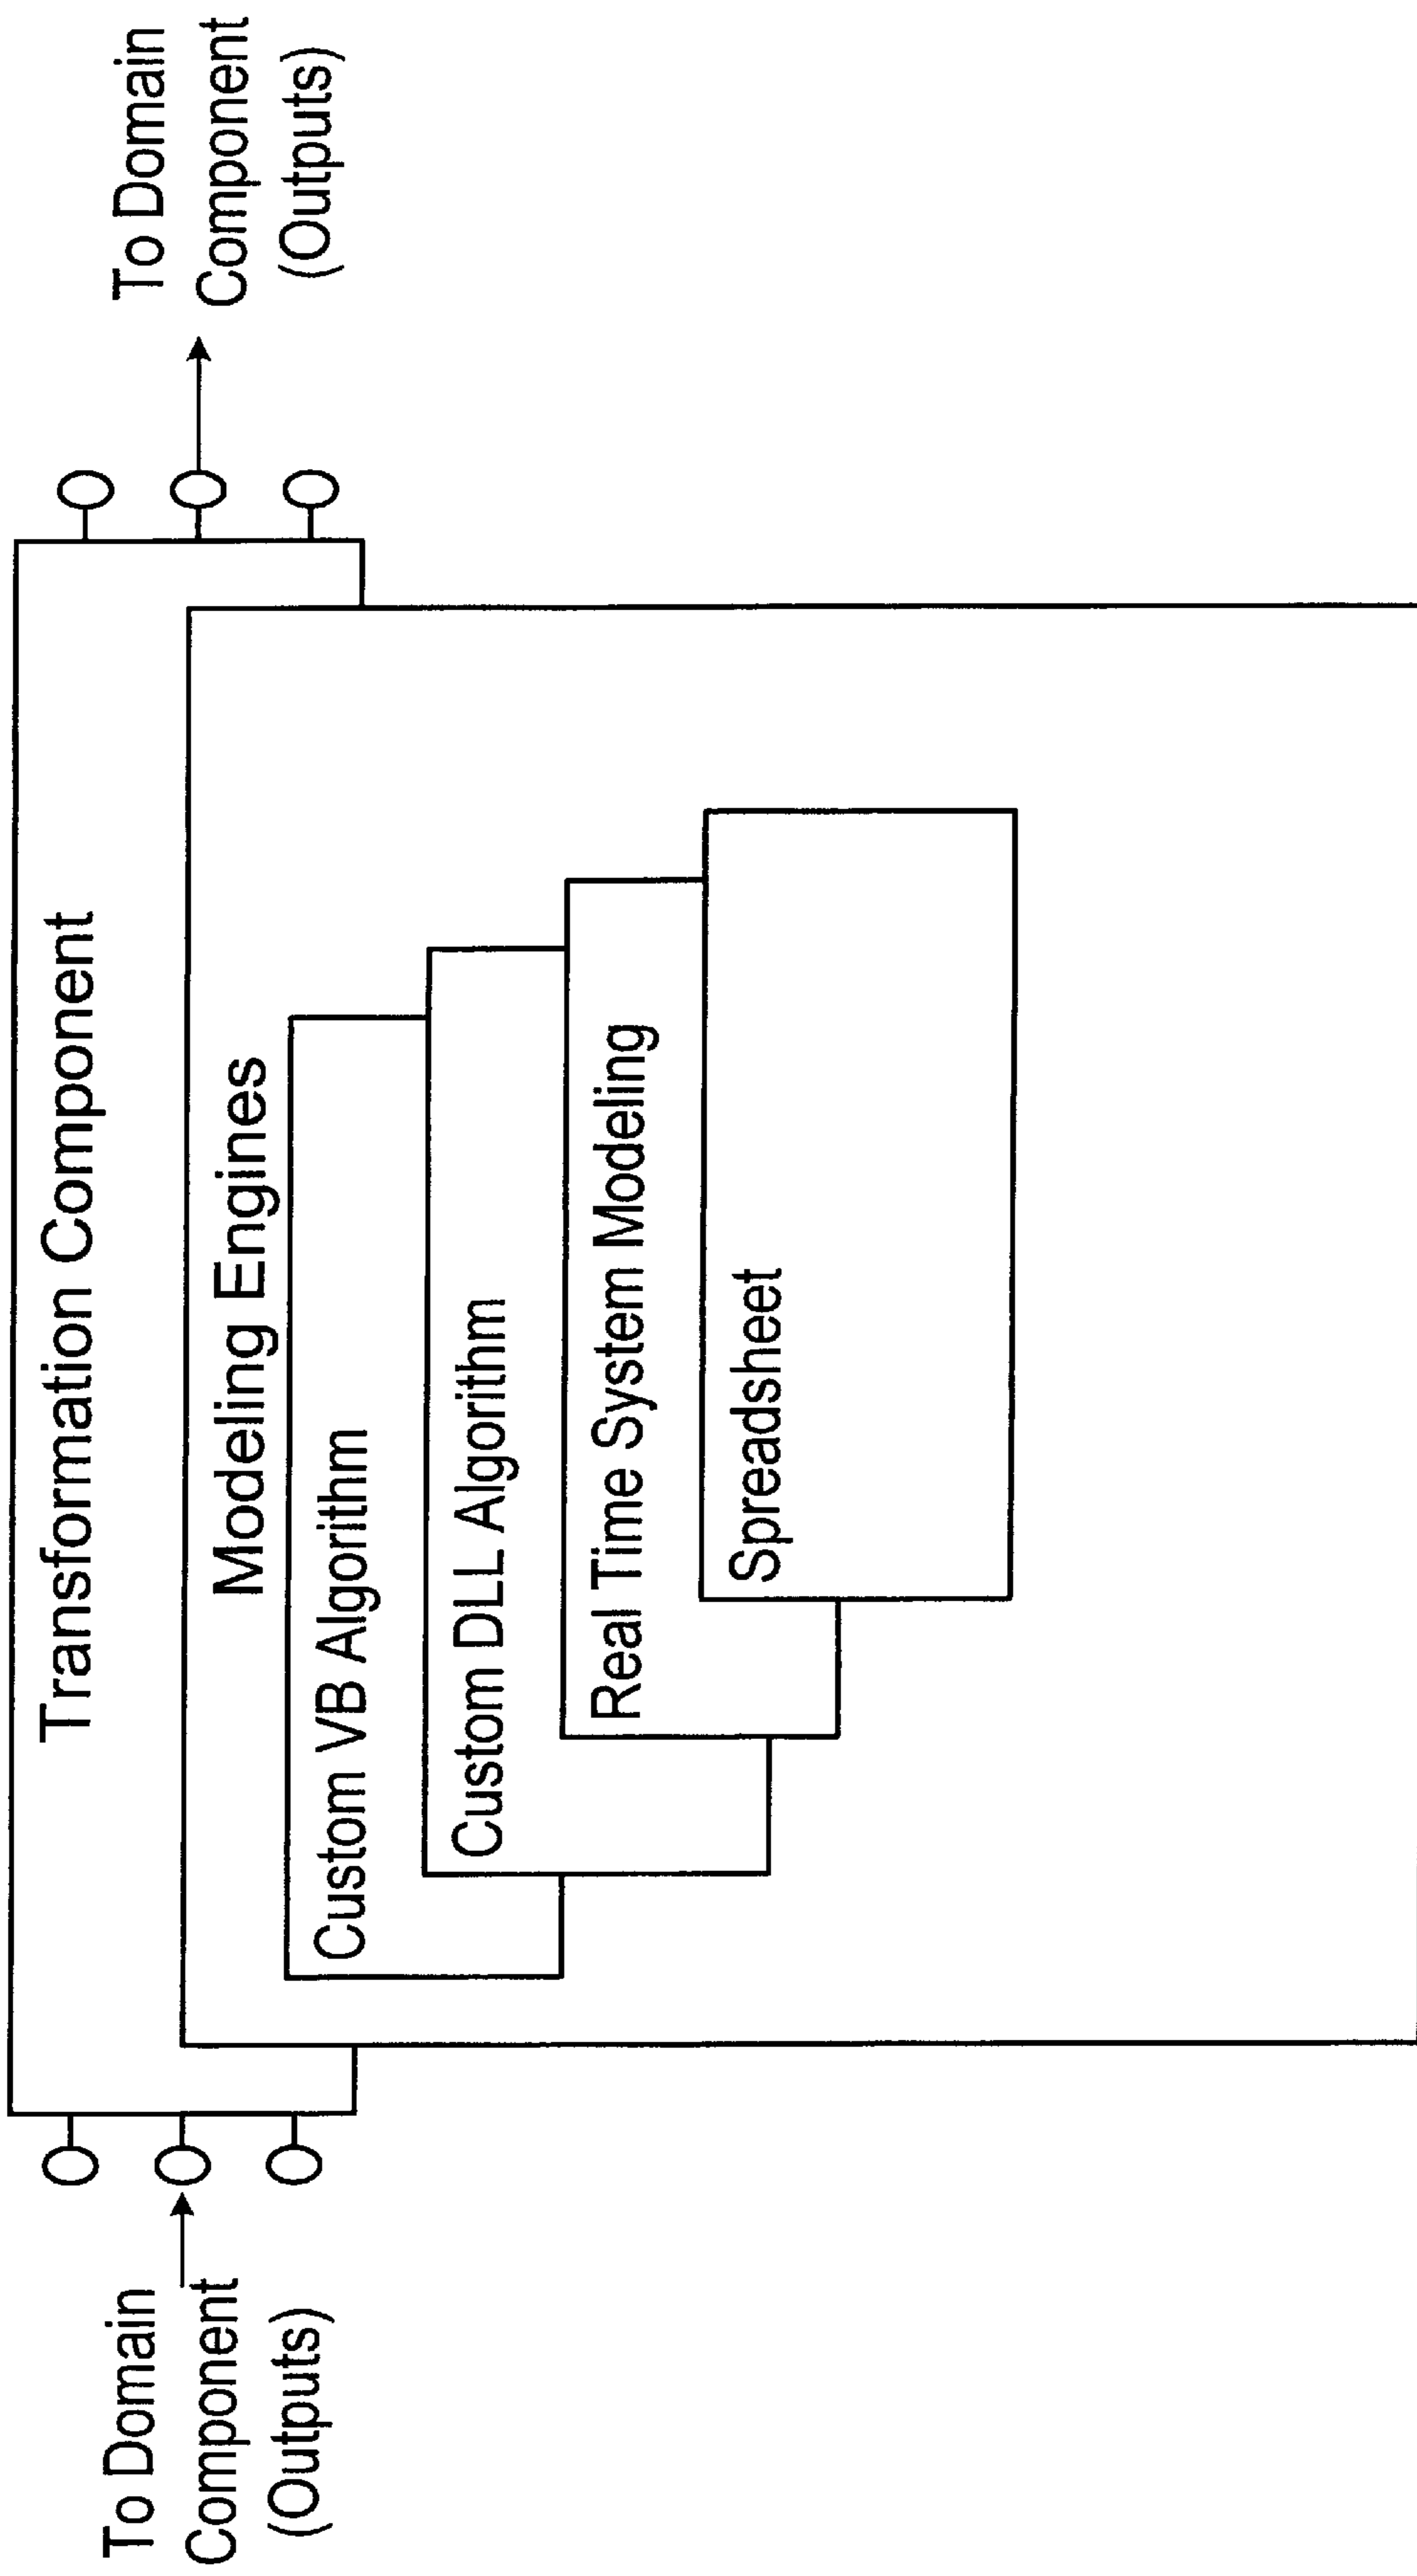 Transformation Component
To Domain
Component
(Outputs)
To Domain
Component
(Outputs)
Modeling Engines
Custom VB Algorithm
Custom DLL Algorithm
Real Time System Modeling
Spreadsheet